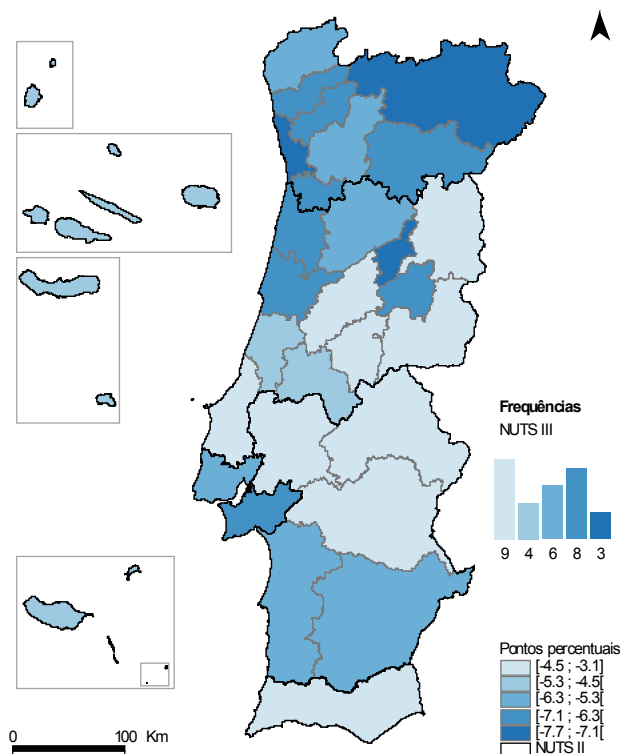 Frequências
NUTS III
9 4 6 8 3
Pontos percentuais
[-4.5 ; -3.1]
[-5.3 ; -4.5[
[-6.3 ; -5.3[
[-7.1 ; -6.3[
[-7.7 ; -7.1[
NUTS II
0 100 Km